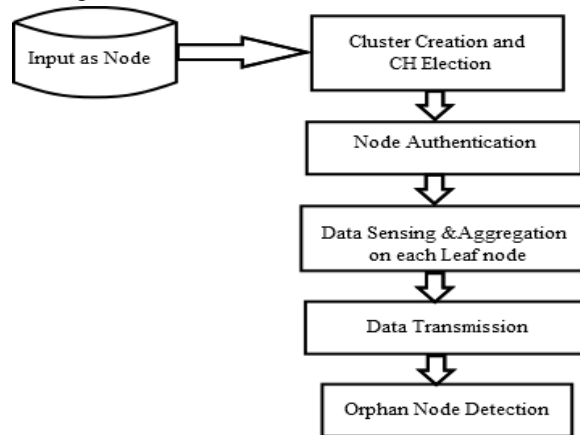 Input as Node
Cluster Creation and
CH Election
Node Authentication
Data Sensing &Aggregation
on each Leaf node
Data Transmission
Orphan Node Detection